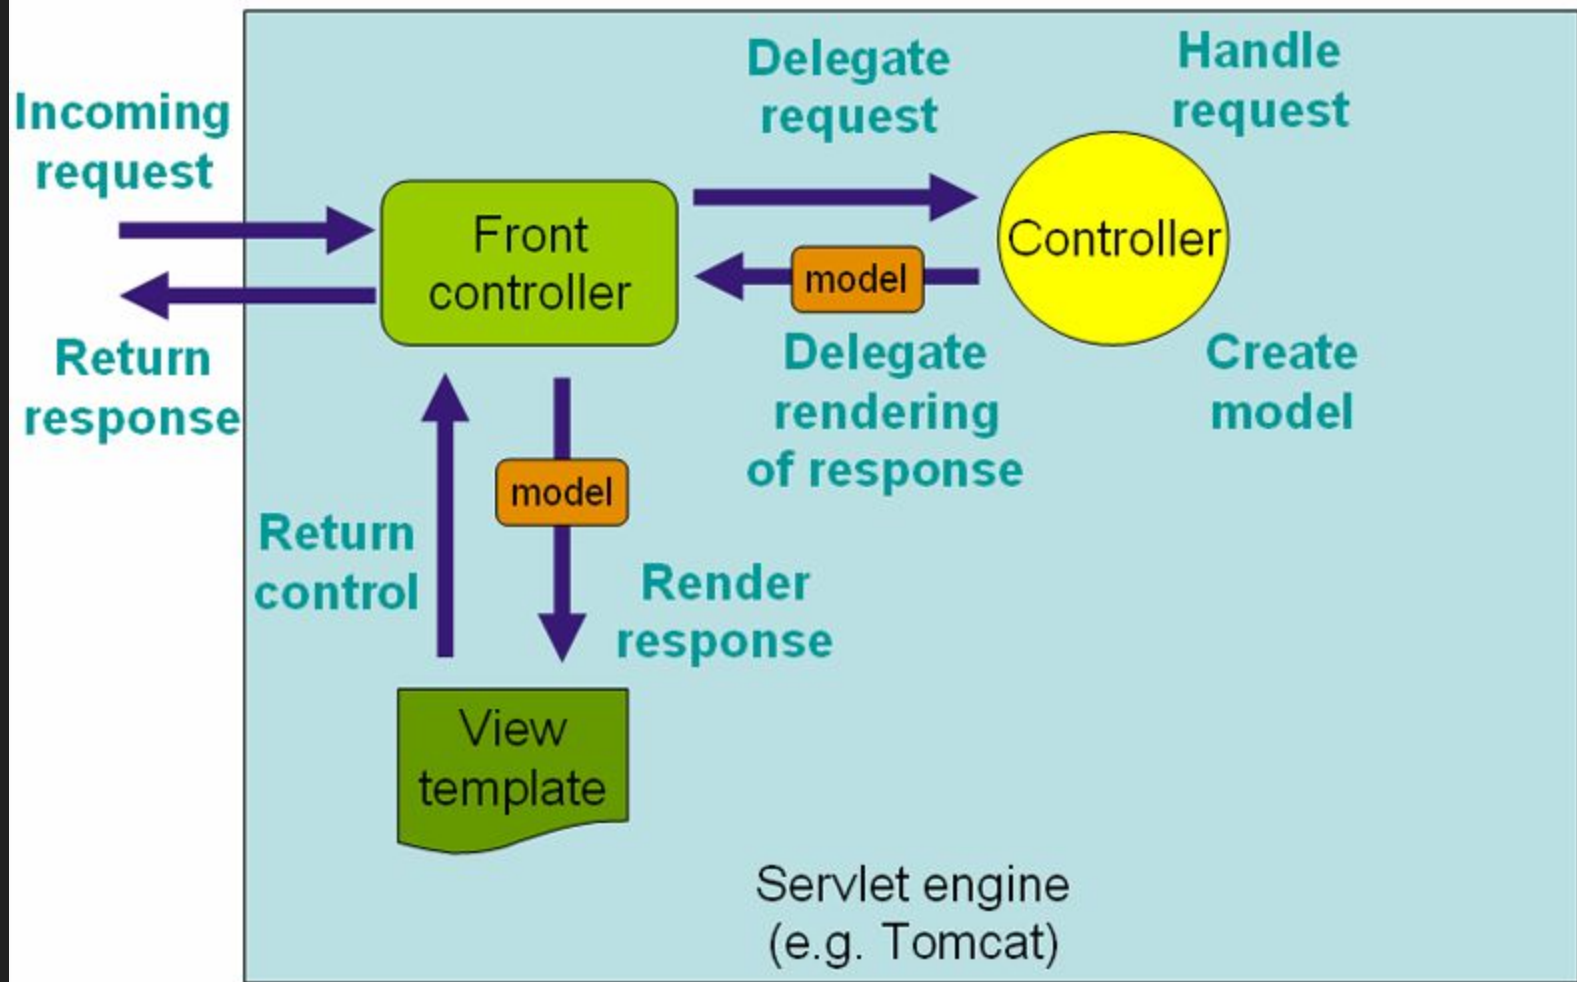 Incoming
request
Return
response
Front
controller
Delegate
request
Handle
request
Controller
model
Delegate
rendering
of response
Create
model
Return
control
model
Render
response
View
template
Servlet engine
(e.g. Tomcat)